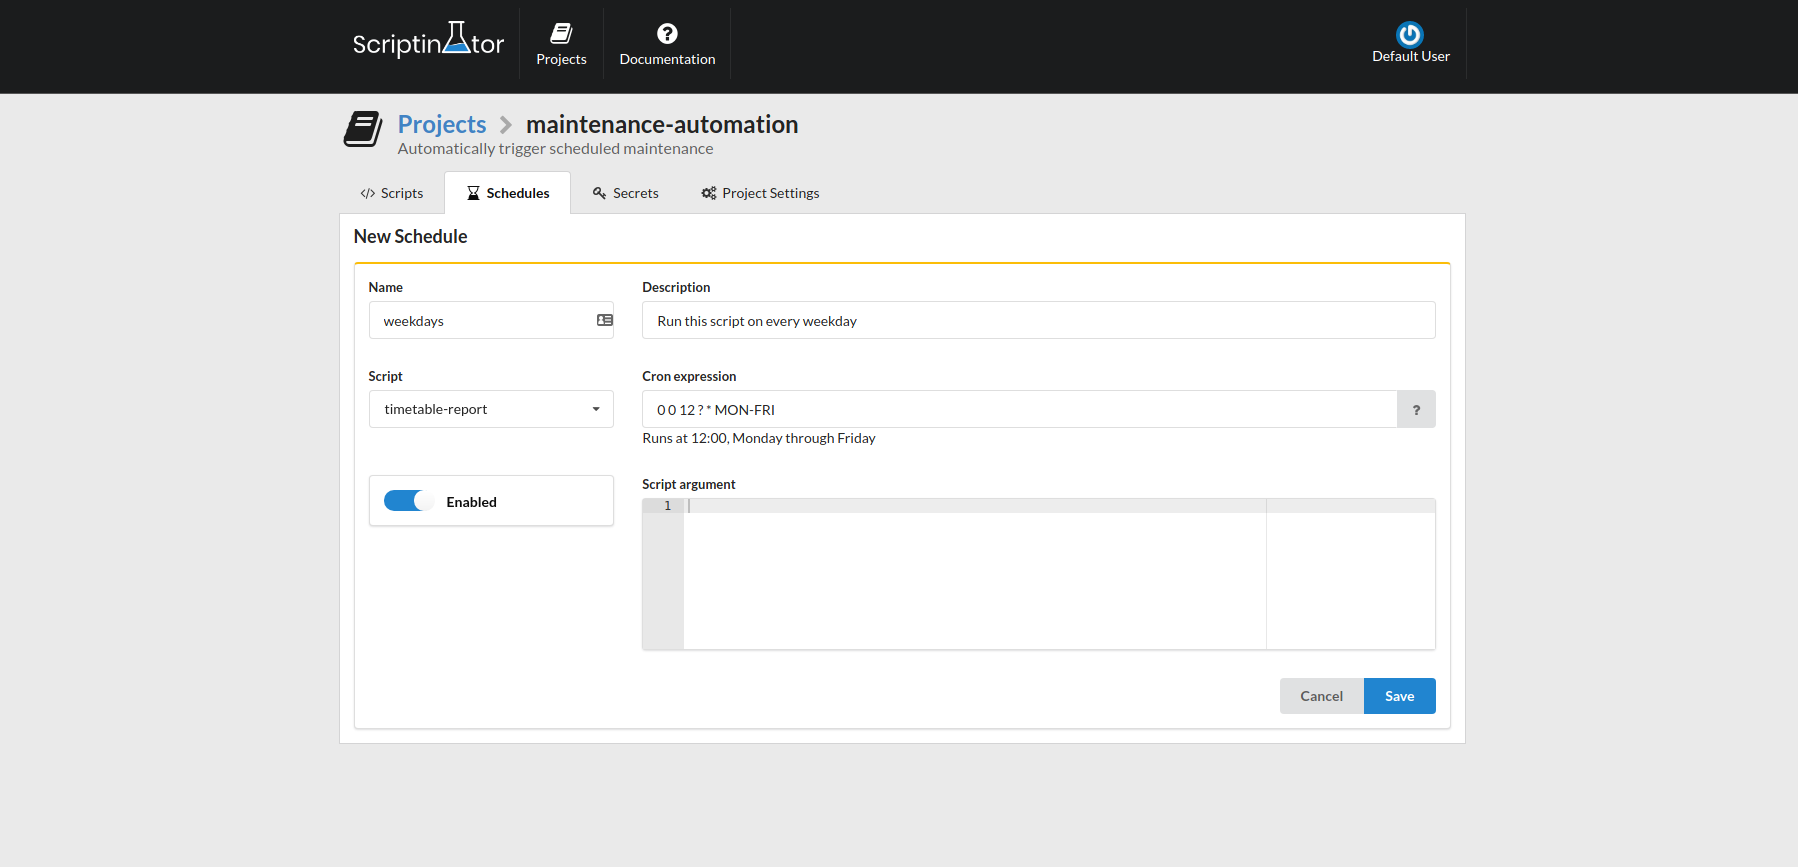 Scriptinator
Projects
Documentation
Default User
Projects maintenance-automation
Automatically trigger scheduled maintenance
</> Scripts
Schedules
Secrets
Project Settings
New Schedule
Name
Description
weekdays
Run this script on every weekday
Script
Cron expression
timetable-report
0 0 12 ? * MON-FRI
?
Runs at 12:00, Monday through Friday
Enabled
Script argument
1
Cancel
Save